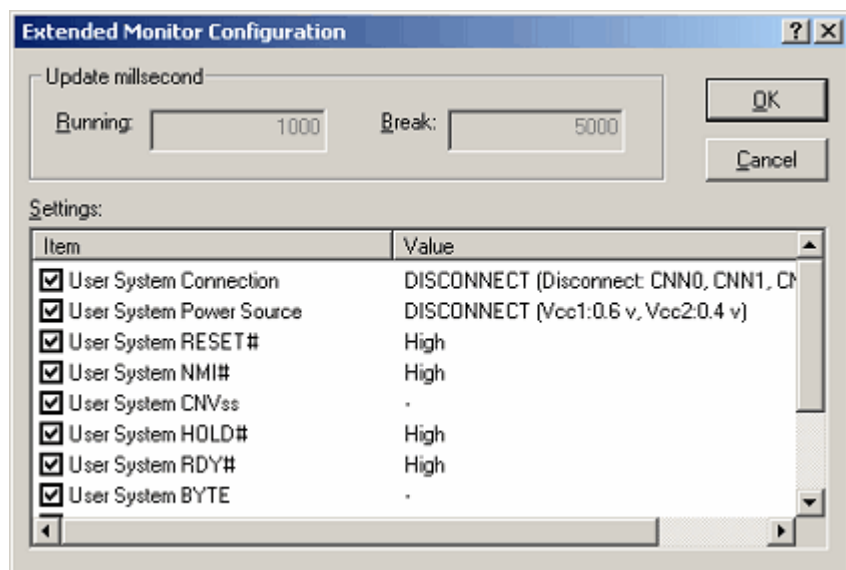 Extended Monitor Configuration
Update millsecond
Running: 1000 Break: 5000
OK
Cancel
Settings:
Item Value
User System Connection DISCONNECT (Disconnect: CNN0, CNN1,
User System Power Source DISCONNECT (Vcc1:0.6 v, Vcc2:0.4 v)
User System RESET# High
User System NMI# High
User System CNVss -
User System HOLD# High
User System RDY# High
User System BYTE -